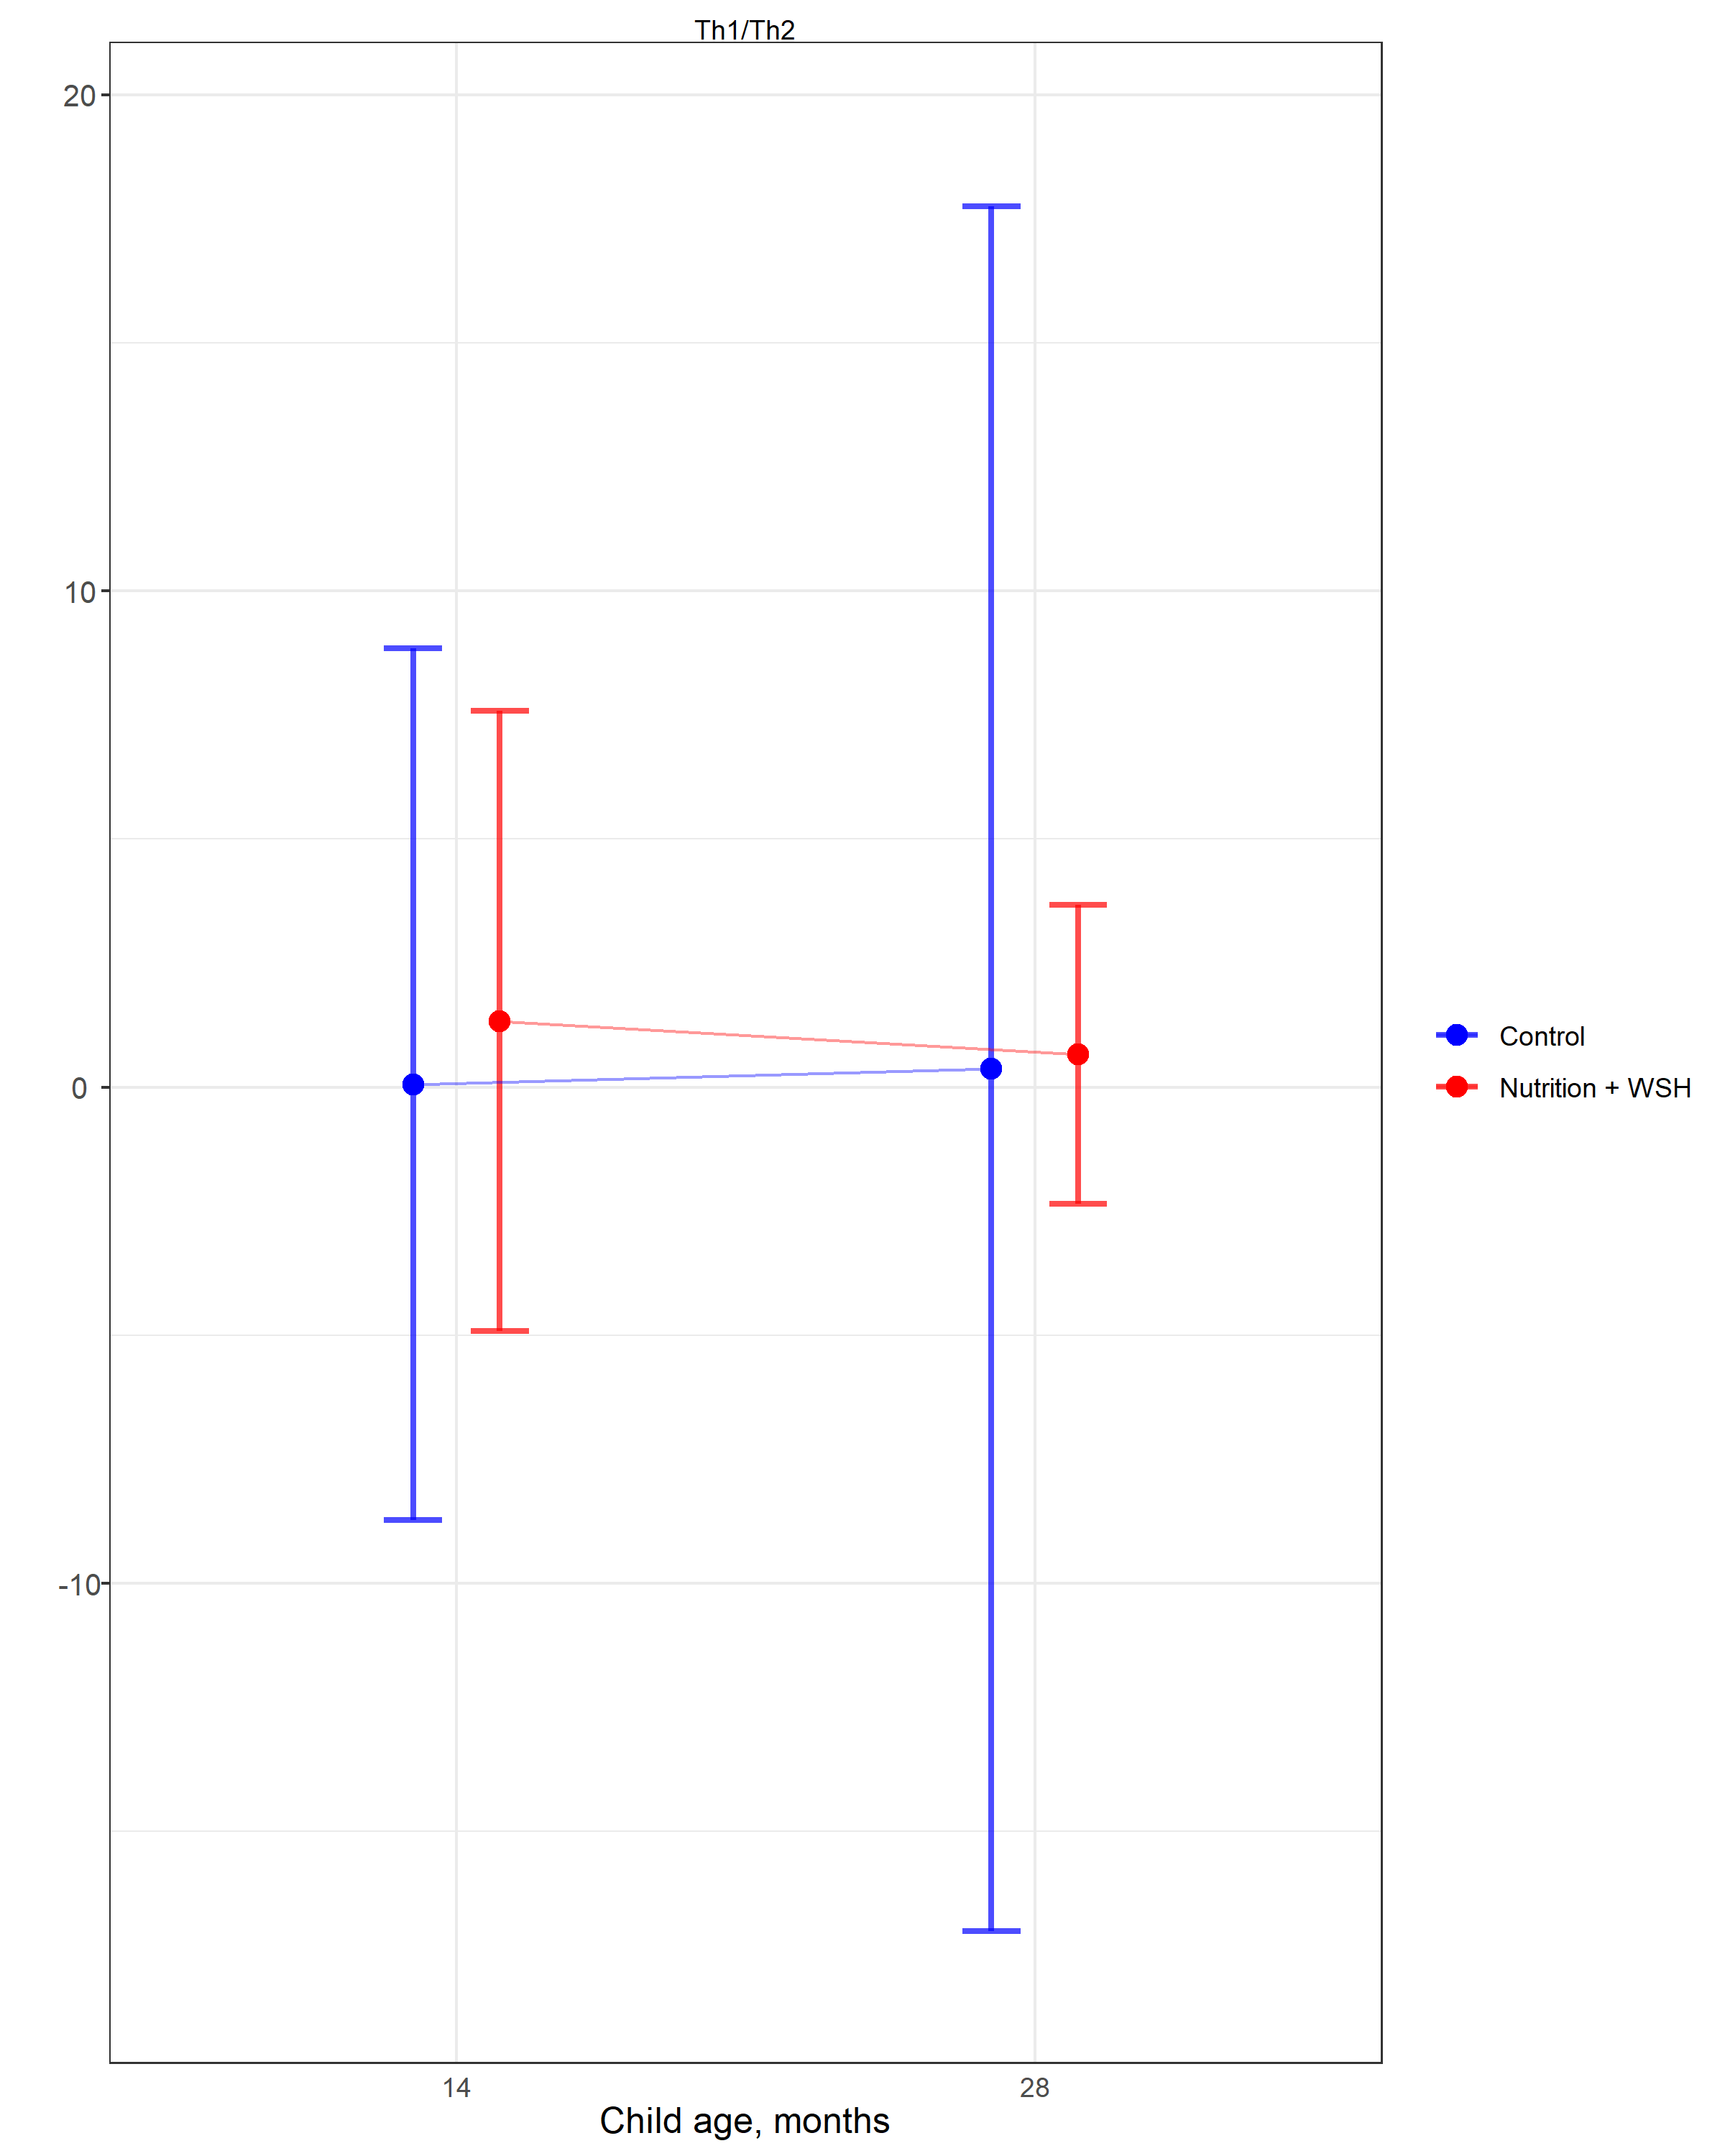 Th1/Th2
20
10
0
-10
14
28
Child age, months
Control
Nutrition + WSH